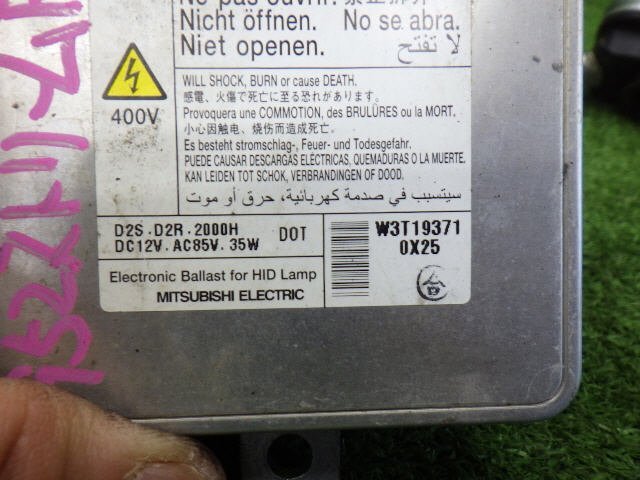 Ne pas ouvrir.
Nicht öffnen. No se abra.
Niet openen. لا تفتح
400V
WILL SHOCK, BURN or cause DEATH.
感電、火傷で死亡に至る恐れがあります。
Provoquera une COMMOTION, des BRULÛRES ou la MORT.
小心因触电、烧伤而造成死亡。
Es besteht stromschlag-, Feuer- und Todesgefahr.
PUEDE CAUSAR DESCARGAS ELÉCTRICAS, QUEMADURAS O LA MUERTE.
KAN LEIDEN TOT SCHOK, VERBRANDINGEN OF DOOD.
سيتسبب في صدمة كهربائية، حرق أو موت
D2S.D2R.2000H
DC12V.AC85V.35W DOT
W3T19371
0X25
Electronic Ballast for HID Lamp
MITSUBISHI ELECTRIC
合